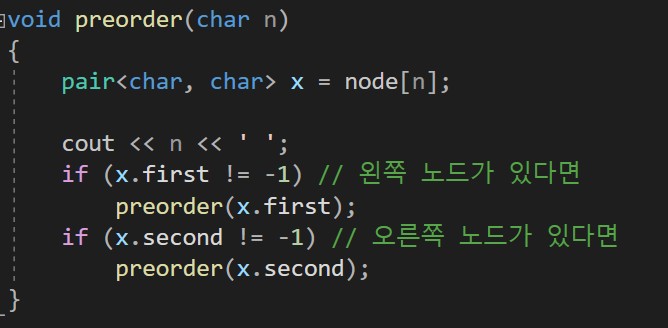 void preorder(char n)
{
    pair<char, char> x = node[n];

    cout << n << ' ';
    if (x.first != -1) // 왼쪽 노드가 있다면
        preorder(x.first);
    if (x.second != -1) // 오른쪽 노드가 있다면
        preorder(x.second);
}